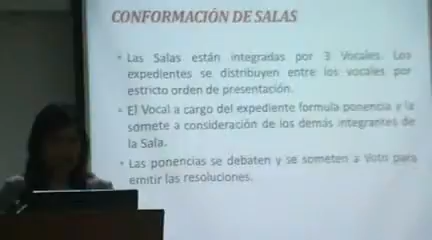 CONFORMACIÓN DE SALAS
• Las Salas están integradas por 3 Vocales. Los
expedientes se distribuyen entre los vocales por
estricto orden de presentación.
• El Vocal a cargo del expediente formula ponencia y la
somete a consideración de los demás integrantes de
la Sala.
• Las ponencias se debaten y se someten a Voto para
emitir las resoluciones.